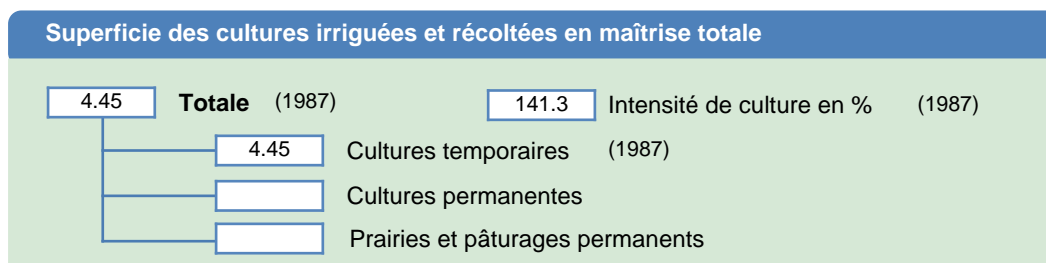 Superficie des cultures irriguées et récoltées en maîtrise totale
4.45 Totale (1987) 141.3 Intensité de culture en % (1987)
4.45 Cultures temporaires (1987)
Cultures permanentes
Prairies et pâturages permanents